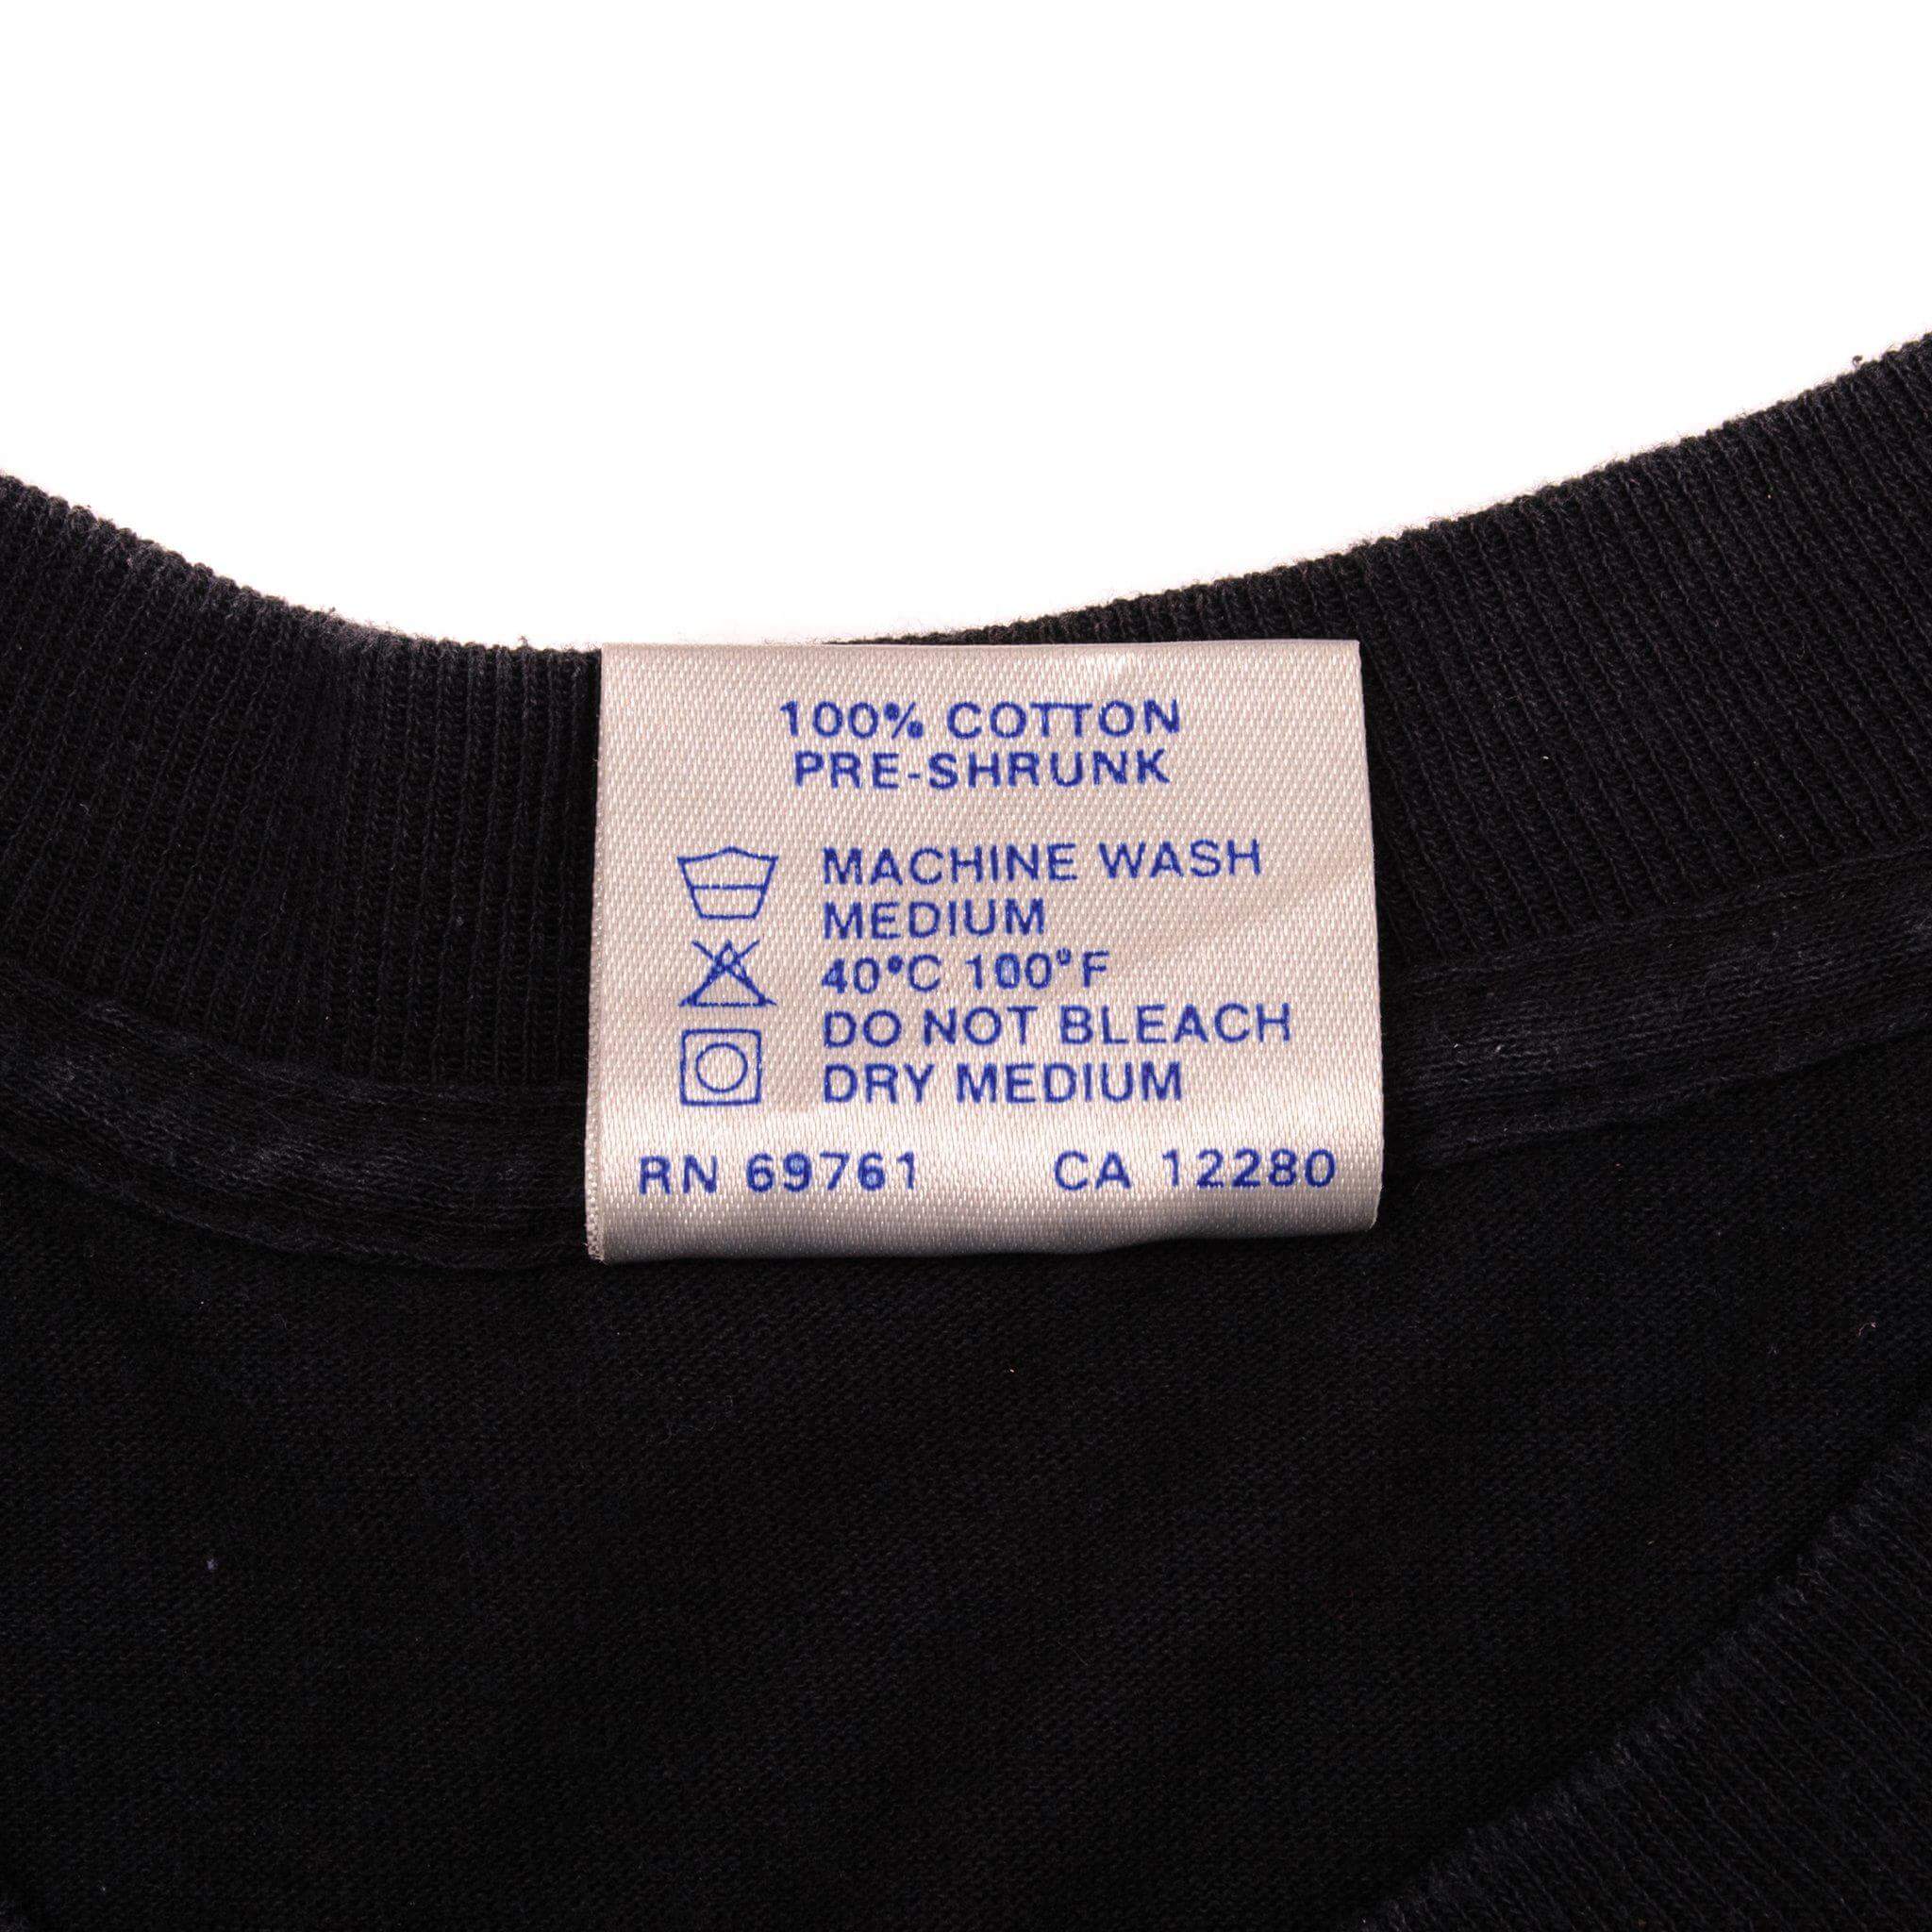 100% COTTON
PRE-SHRUNK
MACHINE WASH
MEDIUM
40°C 100°F
DO NOT BLEACH
DRY MEDIUM
RN 69761 CA 12280